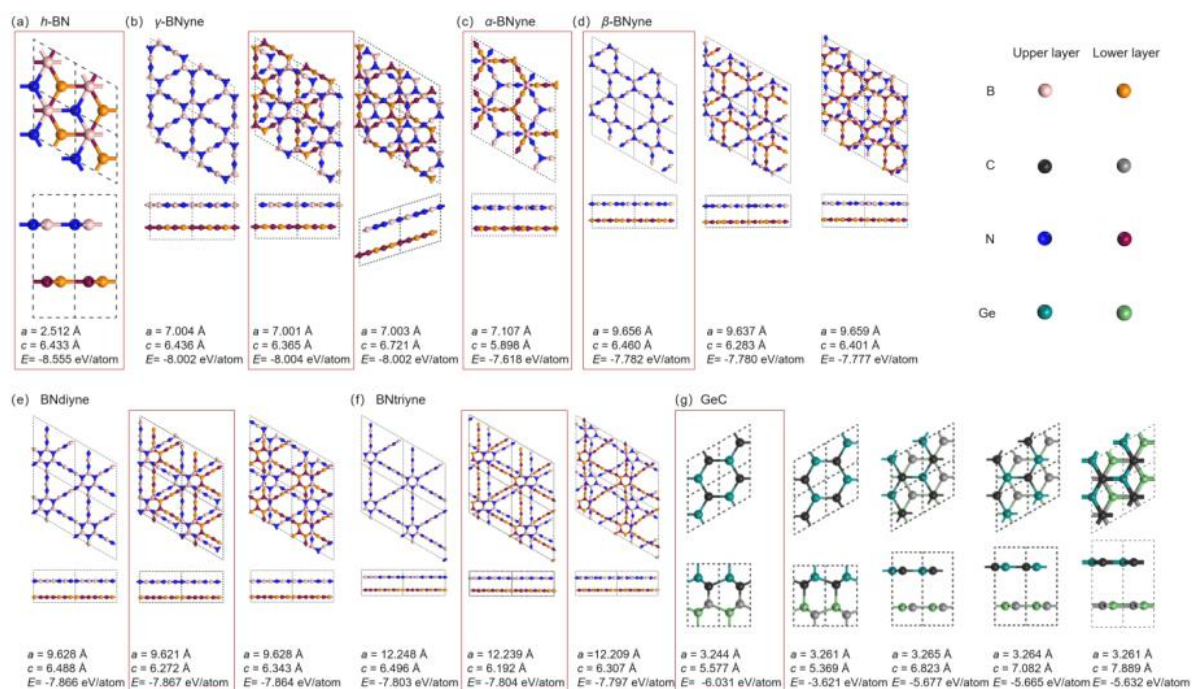 (a) h-BN
(b) γ-BNyne
(c) α-BNyne
(d) β-BNyne
Upper layer Lower layer
B
C
N
Ge
a = 2.512 Å
c = 6.433 Å
E= -8.555 eV/atom
a = 7.004 Å
c = 6.436 Å
E= -8.002 eV/atom
a = 7.001 Å
c = 6.365 Å
E= -8.004 eV/atom
a = 7.003 Å
c = 6.721 Å
E= -8.002 eV/atom
a = 7.107 Å
c = 5.898 Å
E= -7.618 eV/atom
a = 9.656 Å
c = 6.460 Å
E= -7.782 eV/atom
a = 9.637 Å
c = 6.283 Å
E= -7.780 eV/atom
a = 9.659 Å
c = 6.401 Å
E= -7.777 eV/atom
(e) BNdiyne
(f) BNtriyne
(g) GeC
a = 9.628 Å
c = 6.488 Å
E= -7.866 eV/atom
a = 9.621 Å
c = 6.272 Å
E= -7.867 eV/atom
a = 9.628 Å
c = 6.343 Å
E= -7.864 eV/atom
a = 12.248 Å
c = 6.496 Å
E= -7.803 eV/atom
a = 12.239 Å
c = 6.192 Å
E= -7.804 eV/atom
a = 12.209 Å
c = 6.307 Å
E= -7.797 eV/atom
a = 3.244 Å
c = 5.577 Å
E= -6.031 eV/atom
a = 3.261 Å
c = 5.369 Å
E= -3.621 eV/atom
a = 3.265 Å
c = 6.823 Å
E= -5.677 eV/atom
a = 3.264 Å
c = 7.082 Å
E= -5.665 eV/atom
a = 3.261 Å
c = 7.889 Å
E= -5.632 eV/atom